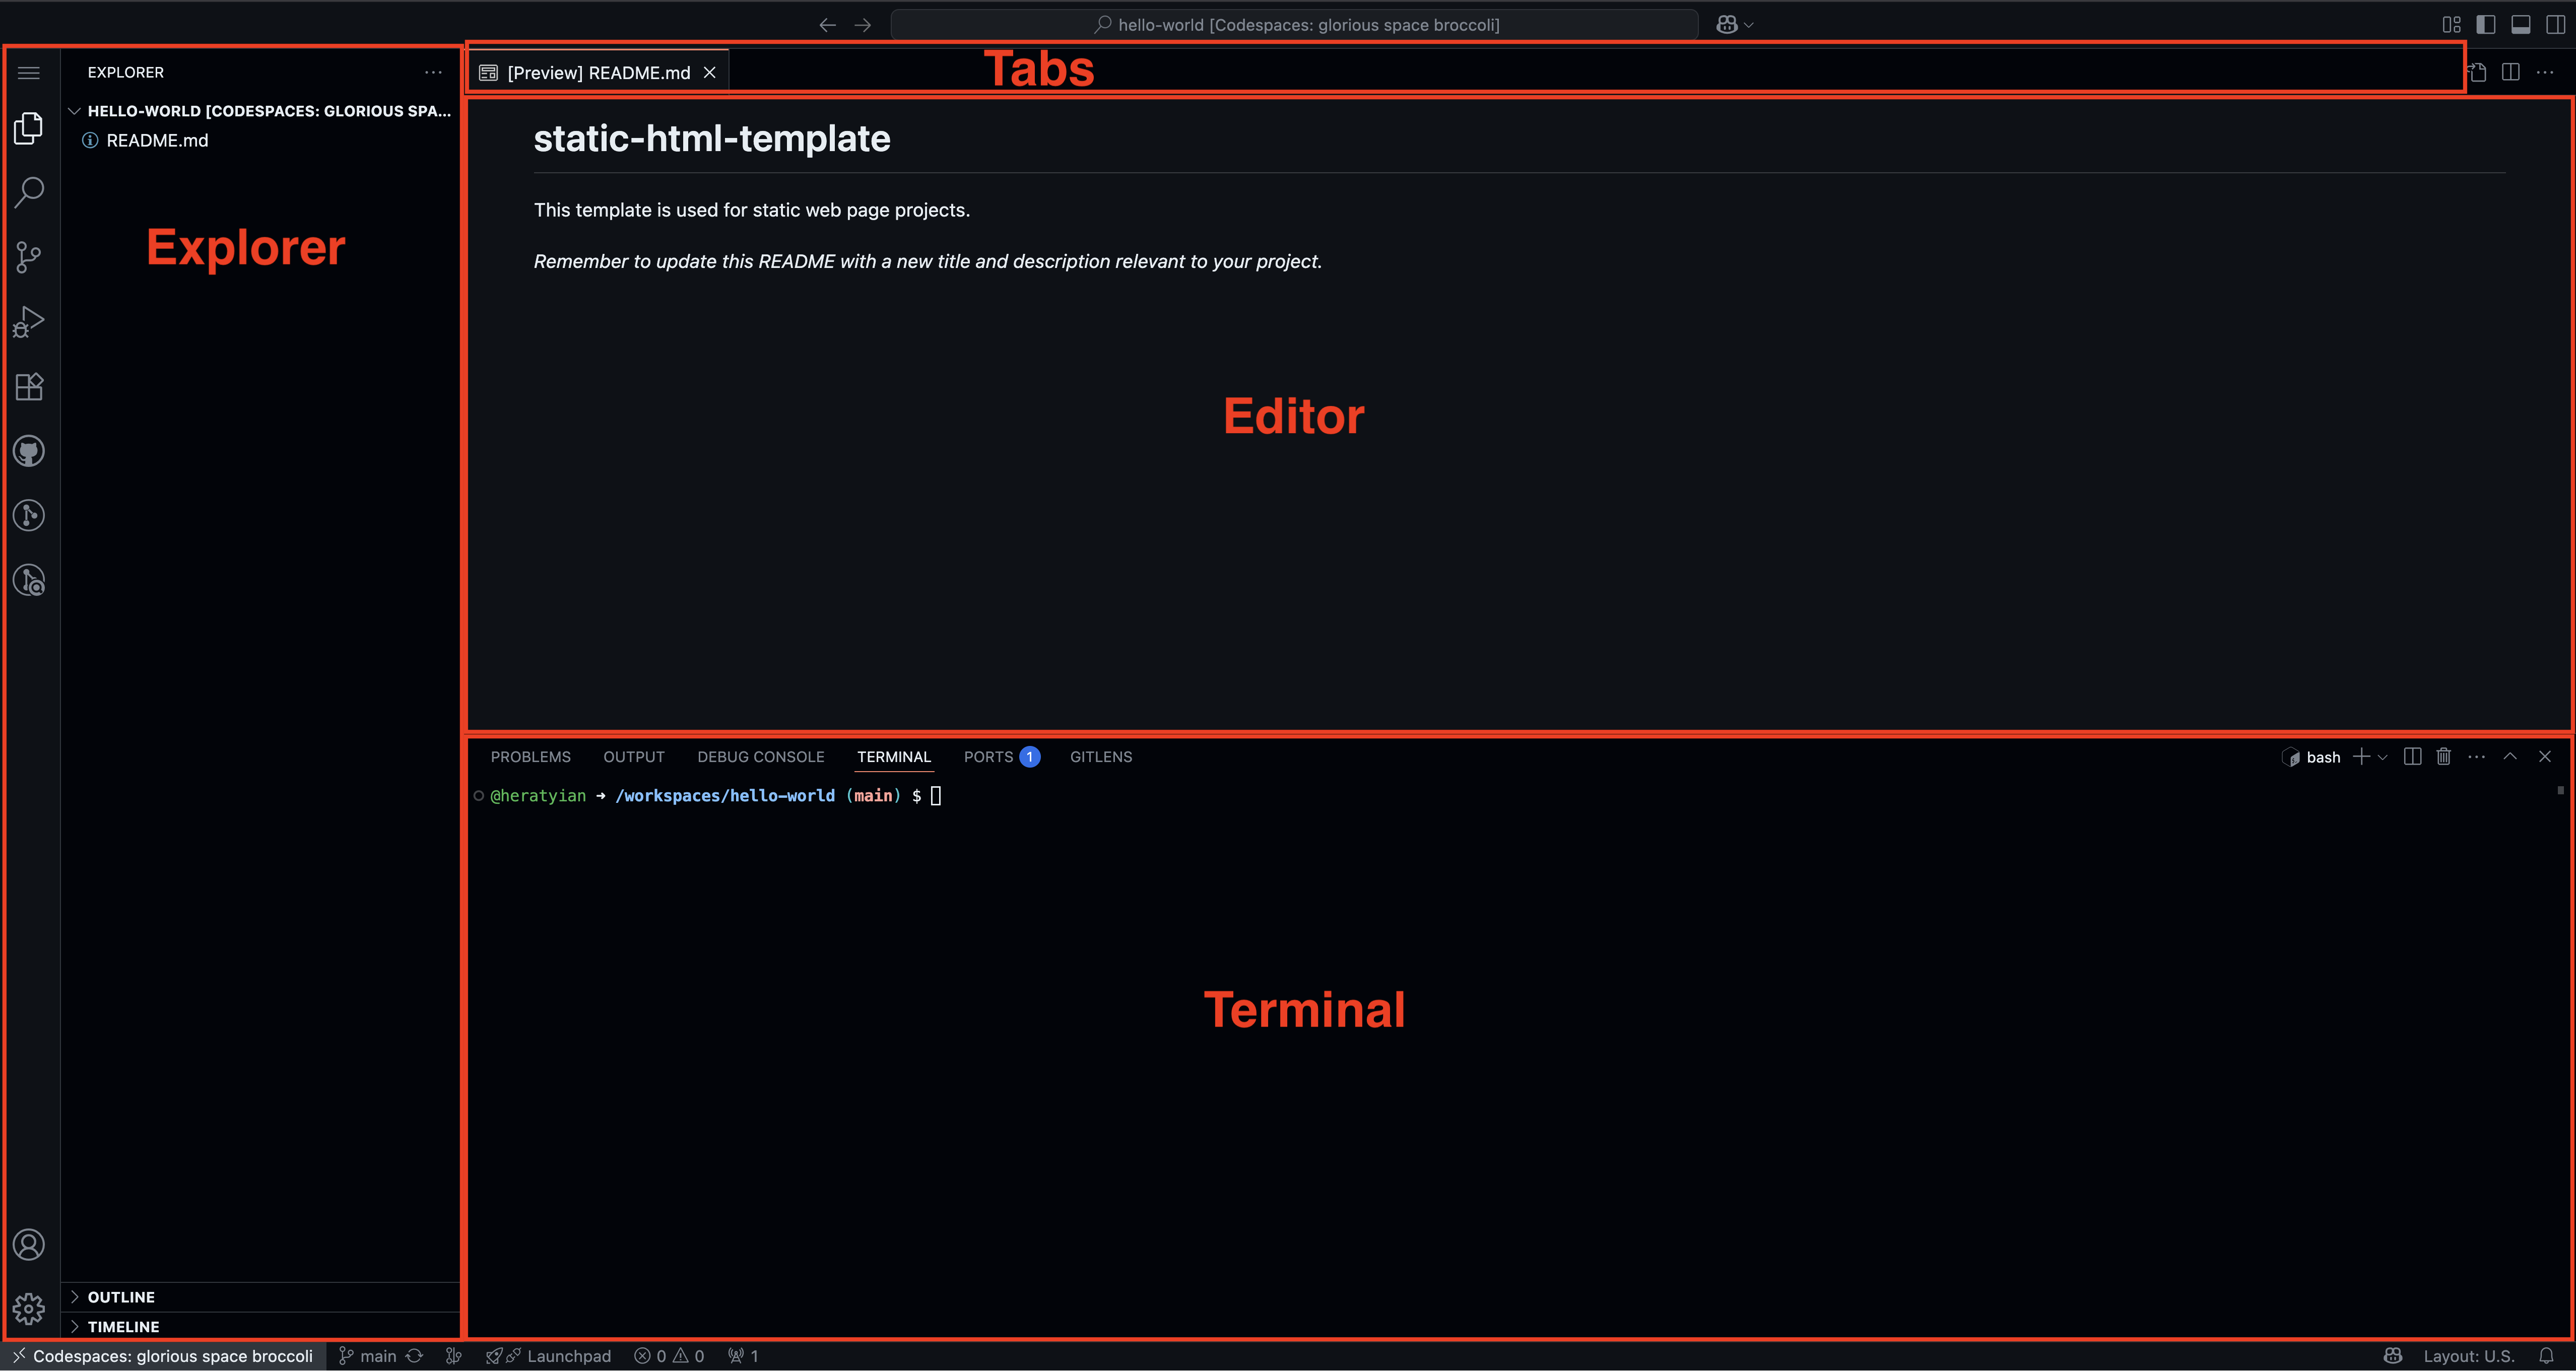 hello-world [Codespaces: glorious space broccoli]
EXPLORER
HELLO-WORLD [CODESPACES: GLORIOUS SPA...
README.md
Explorer
OUTLINE
TIMELINE
[Preview] README.md
Tabs
static-html-template
This template is used for static web page projects.
Remember to update this README with a new title and description relevant to your project.
Editor
PROBLEMS OUTPUT DEBUG CONSOLE TERMINAL PORTS 1 GITLENS
bash
@heratyian ➜ /workspaces/hello-world (main) $
Terminal
Codespaces: glorious space broccoli main Launchpad 0 0 1 Layout: U.S.